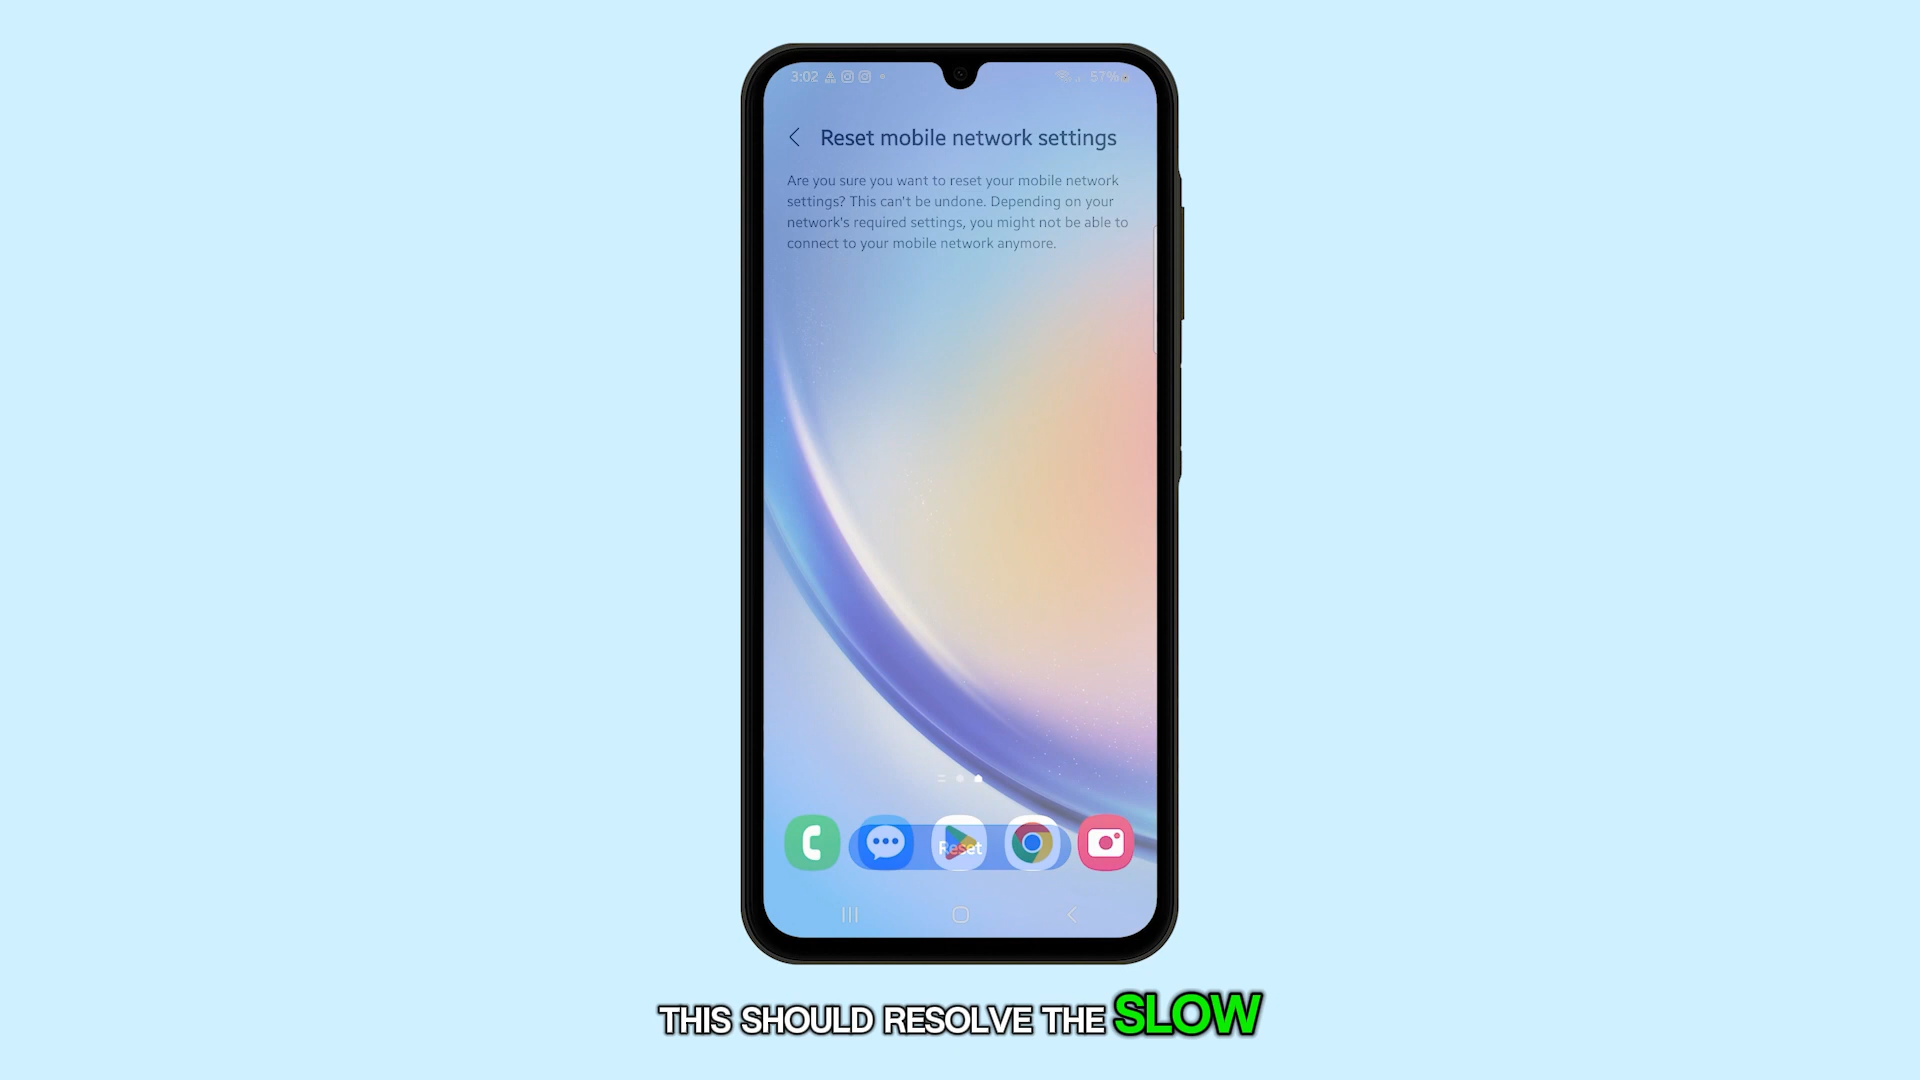 3:02
57%
Reset mobile network settings
Are you sure you want to reset your mobile network
settings? This can't be undone. Depending on your
network's required settings, you might not be able to
connect to your mobile network anymore.
Reset
THIS SHOULD RESOLVE THE SLOW